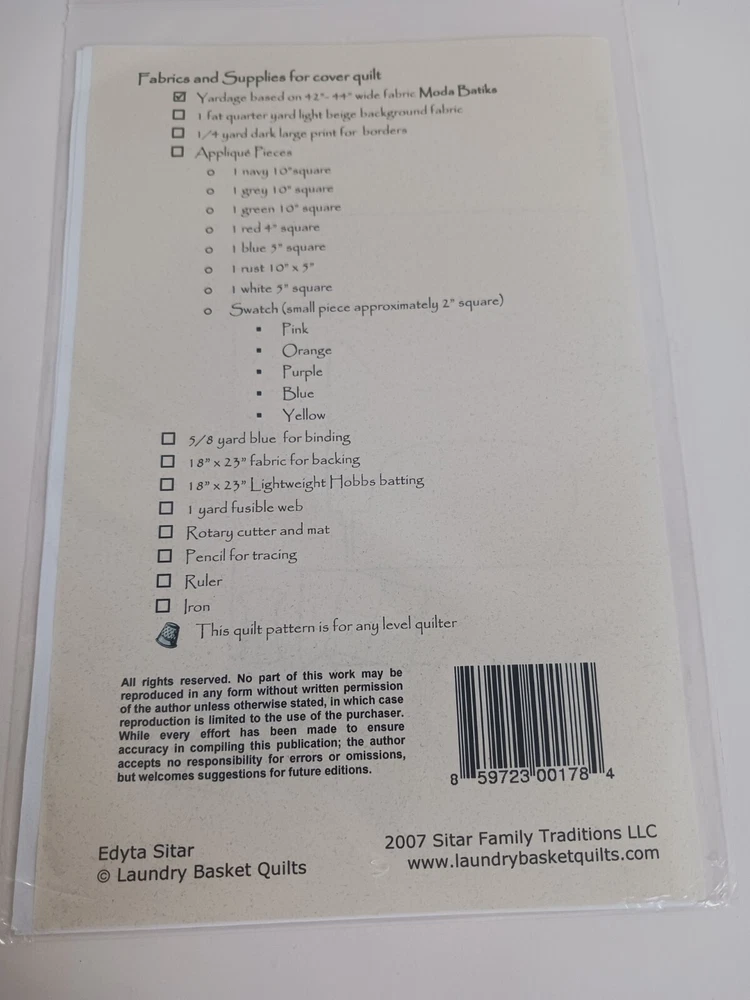 Fabrics and Supplies for cover quilt
Yardage based on 42"- 44" wide fabric Moda Batiks
1 fat quarter yard light beige background fabric
1/4 yard dark large print for borders
Appliqué Pieces
1 navy 10"square
1 grey 10" square
1 green 10" square
1 red 4" square
1 blue 5" square
1 rust 10" x 5"
1 white 5" square
Swatch (small piece approximately 2" square)
Pink
Orange
Purple
Blue
Yellow
5/8 yard blue for binding
18" x 23" fabric for backing
18" x 23" Lightweight Hobbs batting
1 yard fusible web
Rotary cutter and mat
Pencil for tracing
Ruler
Iron
This quilt pattern is for any level quilter
All rights reserved. No part of this work may be
reproduced in any form without written permission
of the author unless otherwise stated, in which case
reproduction is limited to the use of the purchaser.
While every effort has been made to ensure
accuracy in compiling this publication; the author
accepts no responsibility for errors or omissions,
but welcomes suggestions for future editions.
8 59723 00178 4
Edyta Sitar
© Laundry Basket Quilts
2007 Sitar Family Traditions LLC
www.laundrybasketquilts.com